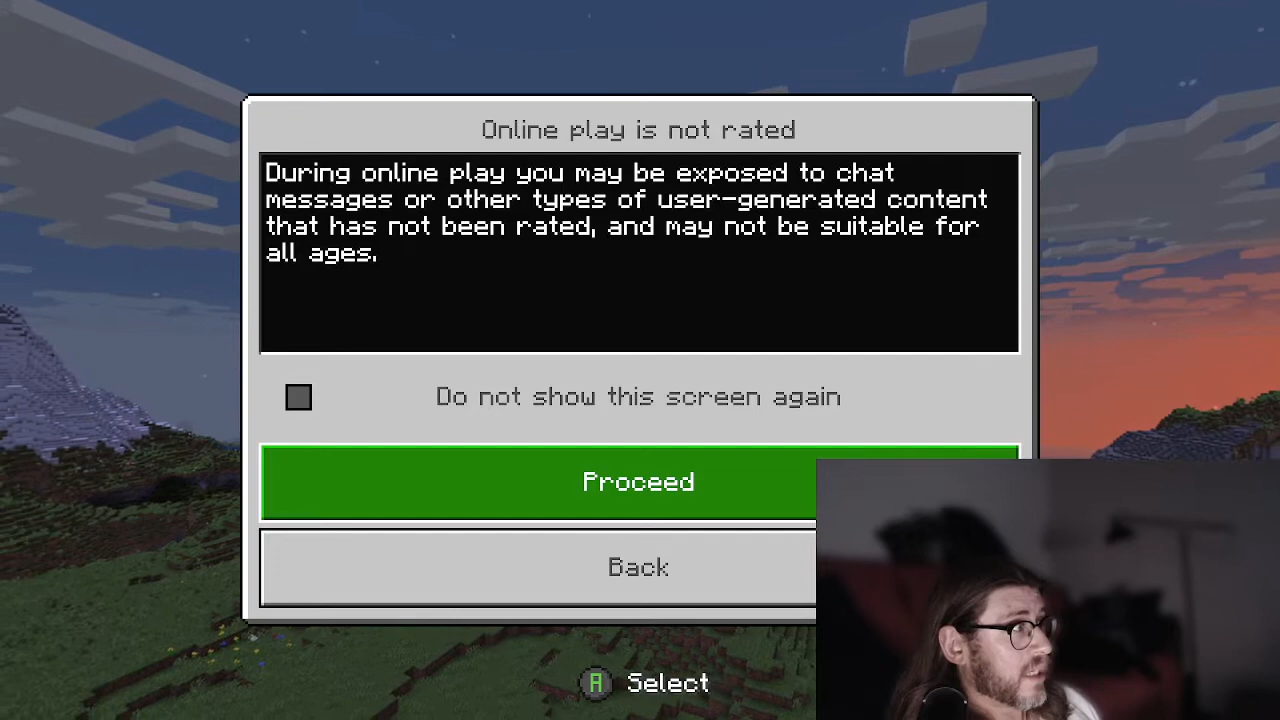 Online play is not rated
During online play you may be exposed to chat
messages or other types of user-generated content
that has not been rated, and may not be suitable for
all ages.
Do not show this screen again
Proceed
Back
A Select